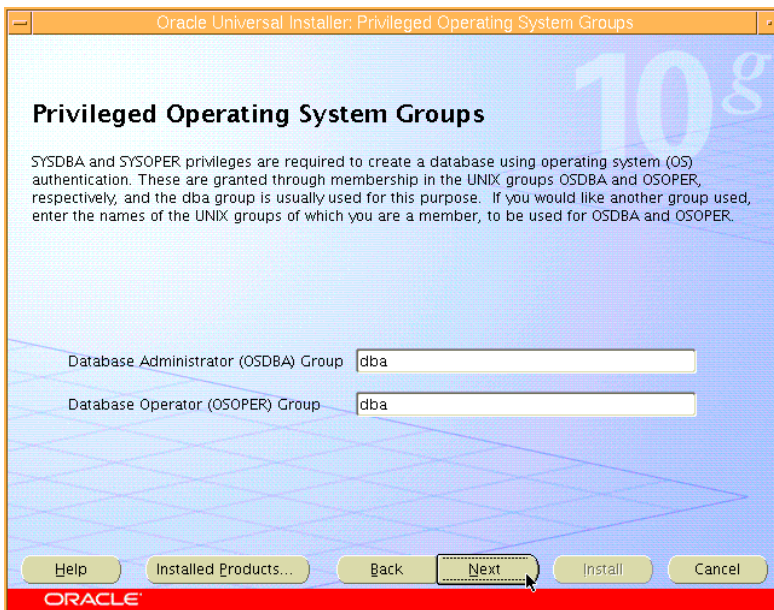 Oracle Universal Installer: Privileged Operating System Groups
10g
Privileged Operating System Groups
SYSDBA and SYSOPER privileges are required to create a database using operating system (OS)
authentication. These are granted through membership in the UNIX groups OSDBA and OSOPER,
respectively, and the dba group is usually used for this purpose. If you would like another group used,
enter the names of the UNIX groups of which you are a member, to be used for OSDBA and OSOPER.
Database Administrator (OSDBA) Group dba
Database Operator (OSOPER) Group dba
Help Installed Products... Back Next Install Cancel
ORACLE